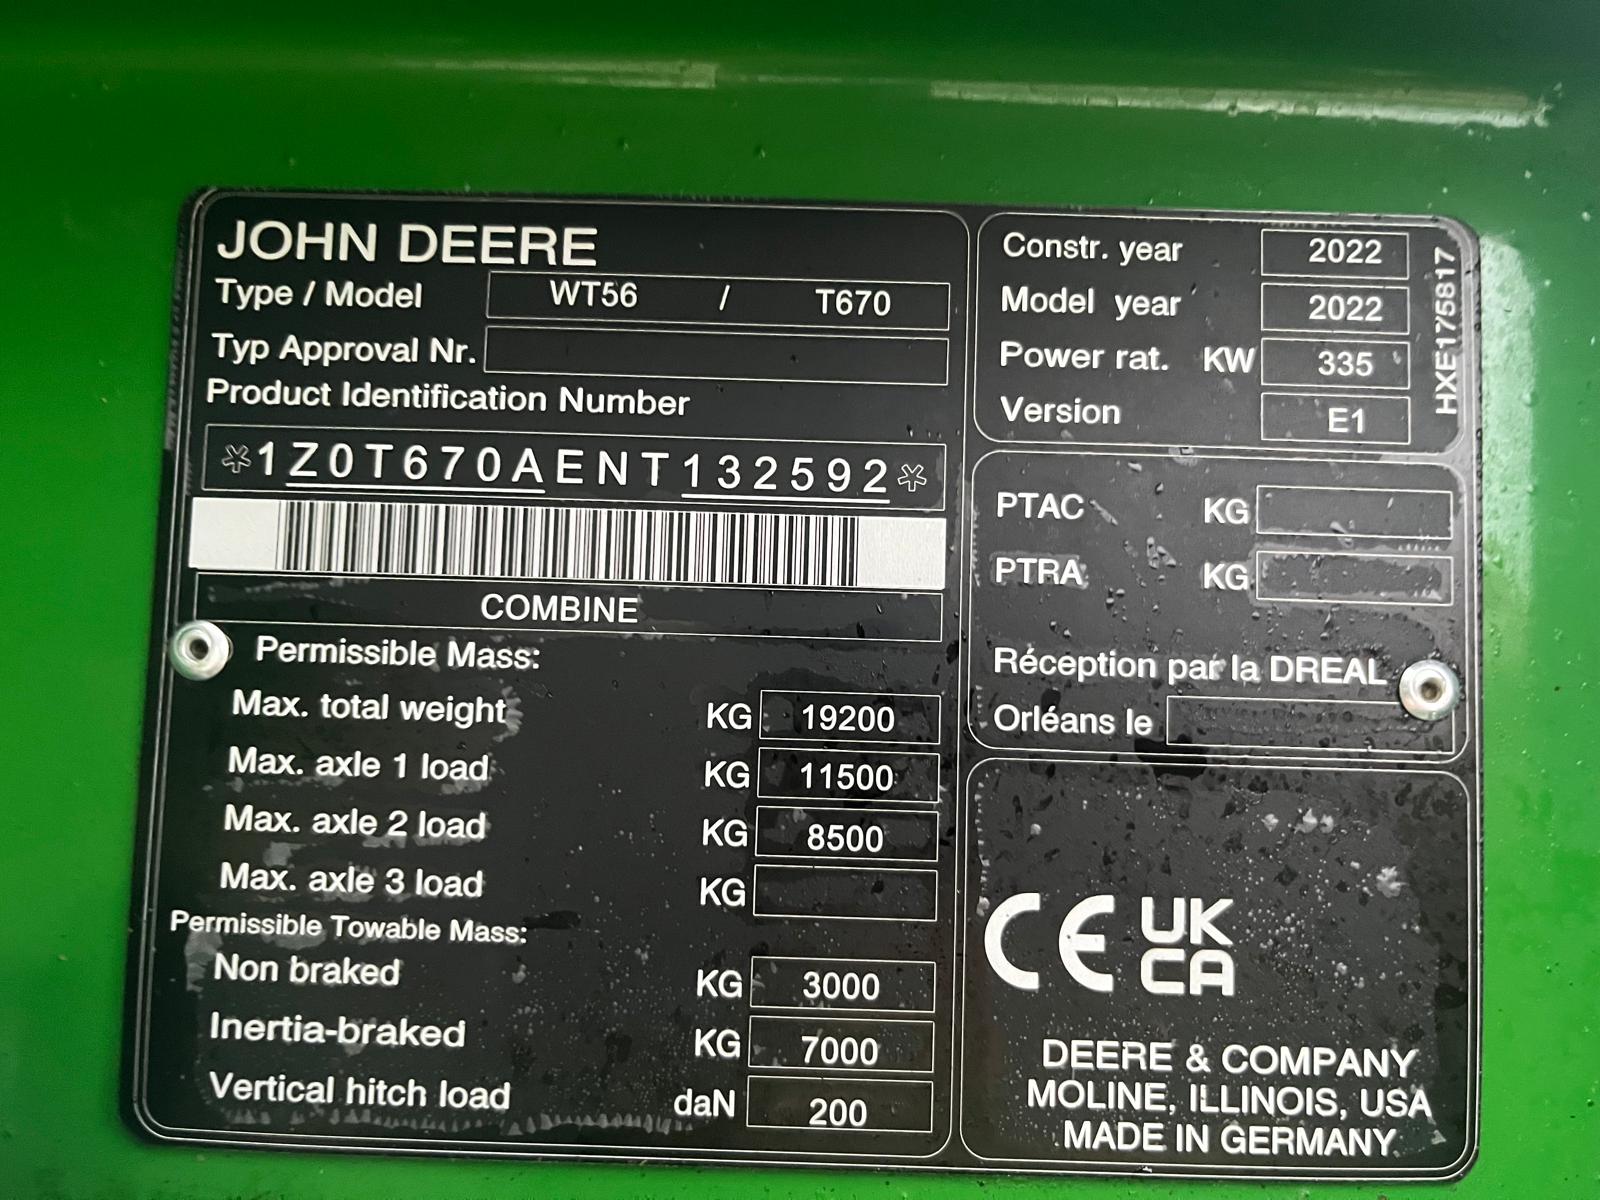 JOHN DEERE
Type / Model WT56 / T670
Typ Approval Nr.
Product Identification Number
*1Z0T670AENT132592*
COMBINE
Permissible Mass:
Max. total weight KG 19200
Max. axle 1 load KG 11500
Max. axle 2 load KG 8500
Max. axle 3 load KG
Permissible Towable Mass:
Non braked KG 3000
Inertia-braked KG 7000
Vertical hitch load daN 200
Constr. year 2022
Model year 2022
Power rat. KW 335
Version E1
HXE175817
PTAC KG
PTRA KG
Réception par la DREAL
Orléans le
CE UK
CA
DEERE & COMPANY
MOLINE, ILLINOIS, USA
MADE IN GERMANY